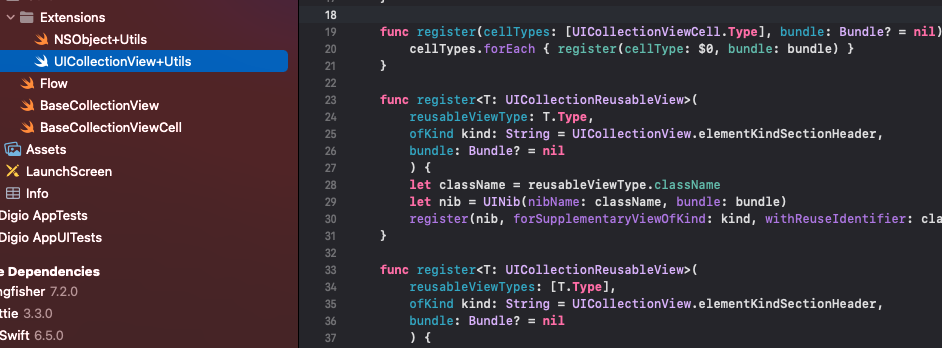 Extensions
NSObject+Utils
UICollectionView+Utils
Flow
BaseCollectionView
BaseCollectionViewCell
Assets
LaunchScreen
Info
Digio AppTests
Digio AppUITests
e Dependencies
ngfisher 7.2.0
ttie 3.3.0
Swift 6.5.0
18
19 func register(cellTypes: [UICollectionViewCell.Type], bundle: Bundle? = nil)
20 cellTypes.forEach { register(cellType: $0, bundle: bundle) }
21 }
22
23 func register<T: UICollectionReusableView>(
24 reusableViewType: T.Type,
25 ofKind kind: String = UICollectionView.elementKindSectionHeader,
26 bundle: Bundle? = nil
27 ) {
28 let className = reusableViewType.className
29 let nib = UINib(nibName: className, bundle: bundle)
30 register(nib, forSupplementaryViewOfKind: kind, withReuseIdentifier: cla
31 }
32
33 func register<T: UICollectionReusableView>(
34 reusableViewTypes: [T.Type],
35 ofKind kind: String = UICollectionView.elementKindSectionHeader,
36 bundle: Bundle? = nil
37 ) {